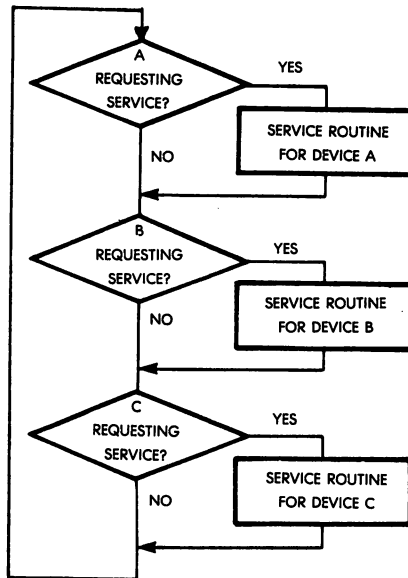 A
REQUESTING
SERVICE?
YES
SERVICE ROUTINE
FOR DEVICE A
NO
B
REQUESTING
SERVICE?
YES
SERVICE ROUTINE
FOR DEVICE B
NO
C
REQUESTING
SERVICE?
YES
SERVICE ROUTINE
FOR DEVICE C
NO